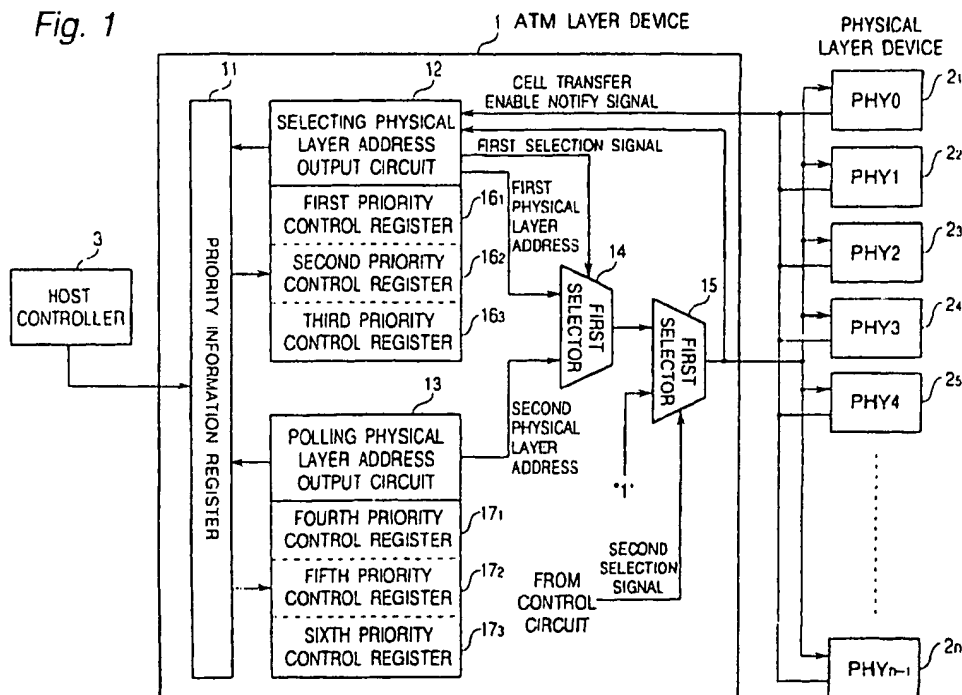 Fig. 1
1
ATM LAYER DEVICE
PHYSICAL
LAYER DEVICE
11
12
SELECTING PHYSICAL
LAYER ADDRESS
OUTPUT CIRCUIT
CELL TRANSFER
ENABLE NOTIFY SIGNAL
FIRST SELECTION SIGNAL
FIRST PRIORITY
CONTROL REGISTER
161
SECOND PRIORITY
CONTROL REGISTER
162
THIRD PRIORITY
CONTROL REGISTER
163
FIRST
PHYSICAL
LAYER
ADDRESS
14
FIRST
SELECTOR
15
FIRST
SELECTOR
3
HOST
CONTROLLER
PRIORITY INFORMATION REGISTER
13
POLLING PHYSICAL
LAYER ADDRESS
OUTPUT CIRCUIT
SECOND
PHYSICAL
LAYER
ADDRESS
"1"
FOURTH PRIORITY
CONTROL REGISTER
171
FIFTH PRIORITY
CONTROL REGISTER
172
SIXTH PRIORITY
CONTROL REGISTER
173
SECOND
SELECTION
SIGNAL
FROM
CONTROL
CIRCUIT
PHY0
21
PHY1
22
PHY2
23
PHY3
24
PHY4
25
PHYn-1
2n